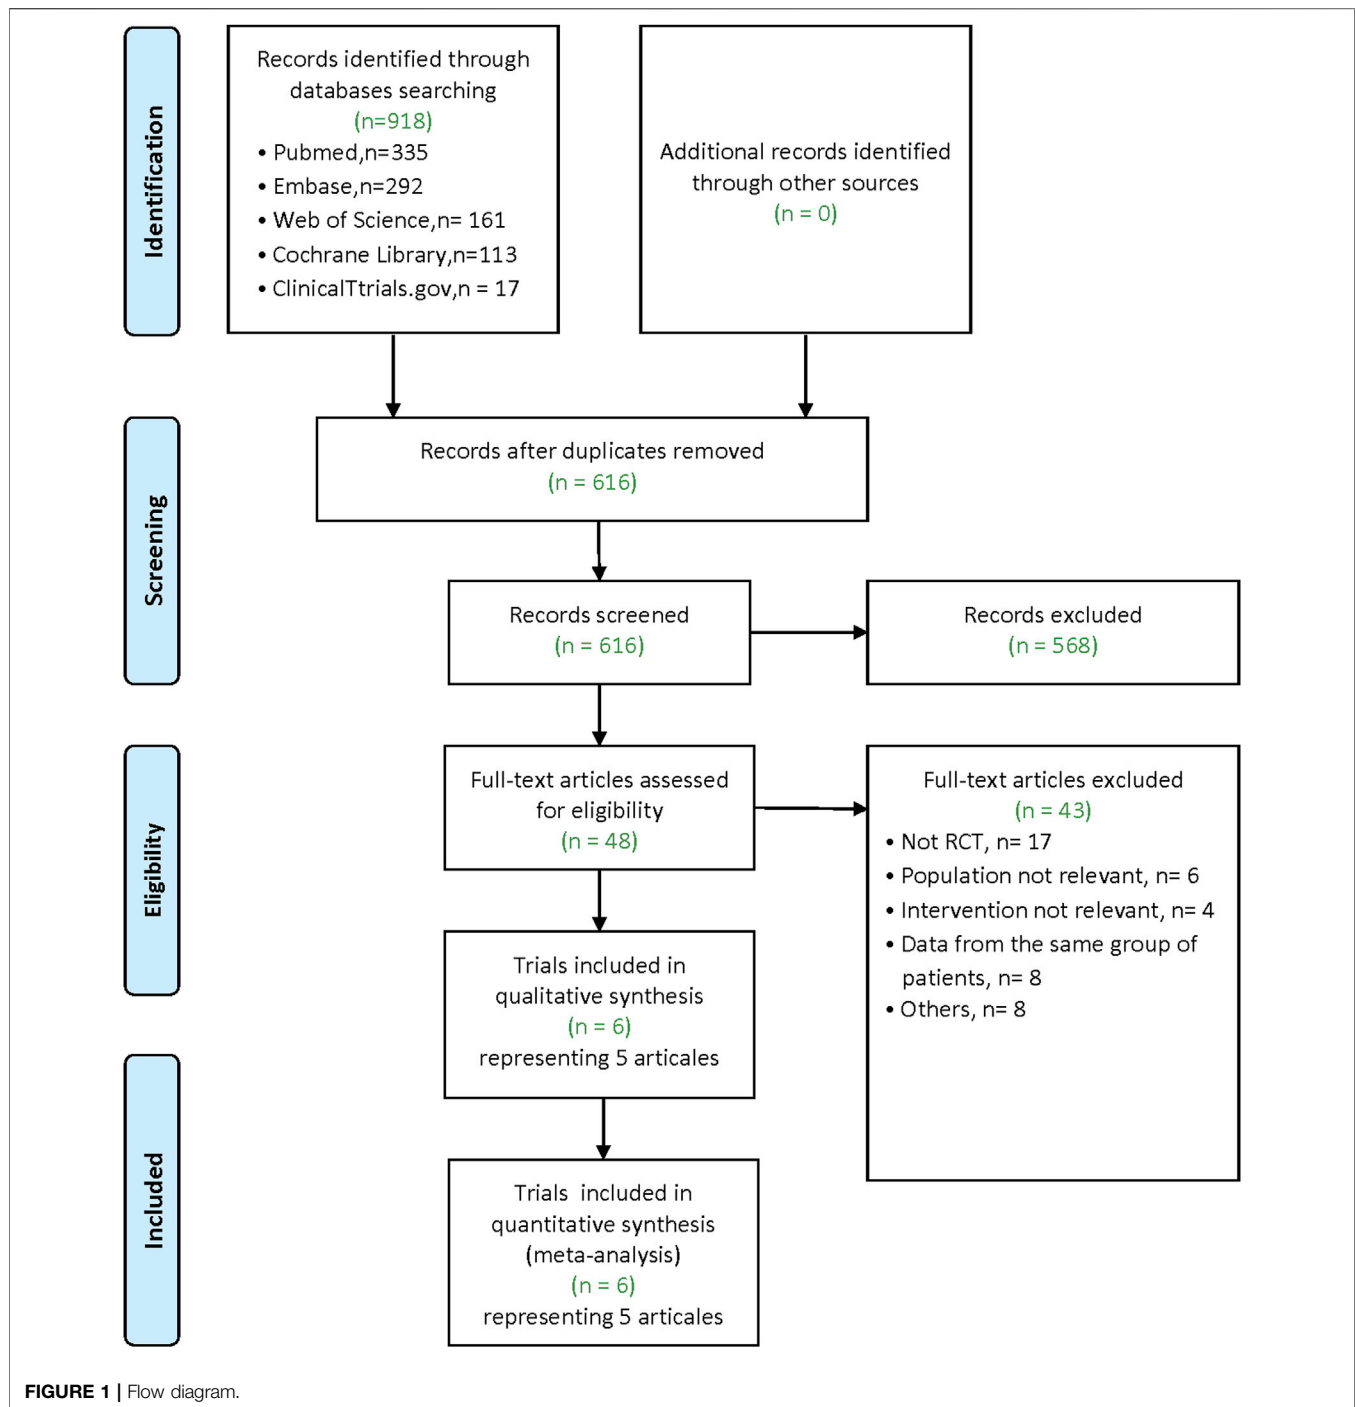 Identification
Records identified through
databases searching
(n=918)
• Pubmed,n=335
• Embase,n=292
• Web of Science,n= 161
• Cochrane Library,n=113
• ClinicalTtrials.gov,n = 17
Additional records identified
through other sources
(n = 0)
Screening
Records after duplicates removed
(n = 616)
Records screened
(n = 616)
Records excluded
(n = 568)
Eligibility
Full-text articles assessed
for eligibility
(n = 48)
Full-text articles excluded
(n = 43)
• Not RCT, n= 17
• Population not relevant, n= 6
• Intervention not relevant, n= 4
• Data from the same group of
patients, n= 8
• Others, n= 8
Trials included in
qualitative synthesis
(n = 6)
representing 5 articales
Included
Trials included in
quantitative synthesis
(meta-analysis)
(n = 6)
representing 5 articales
FIGURE 1 | Flow diagram.